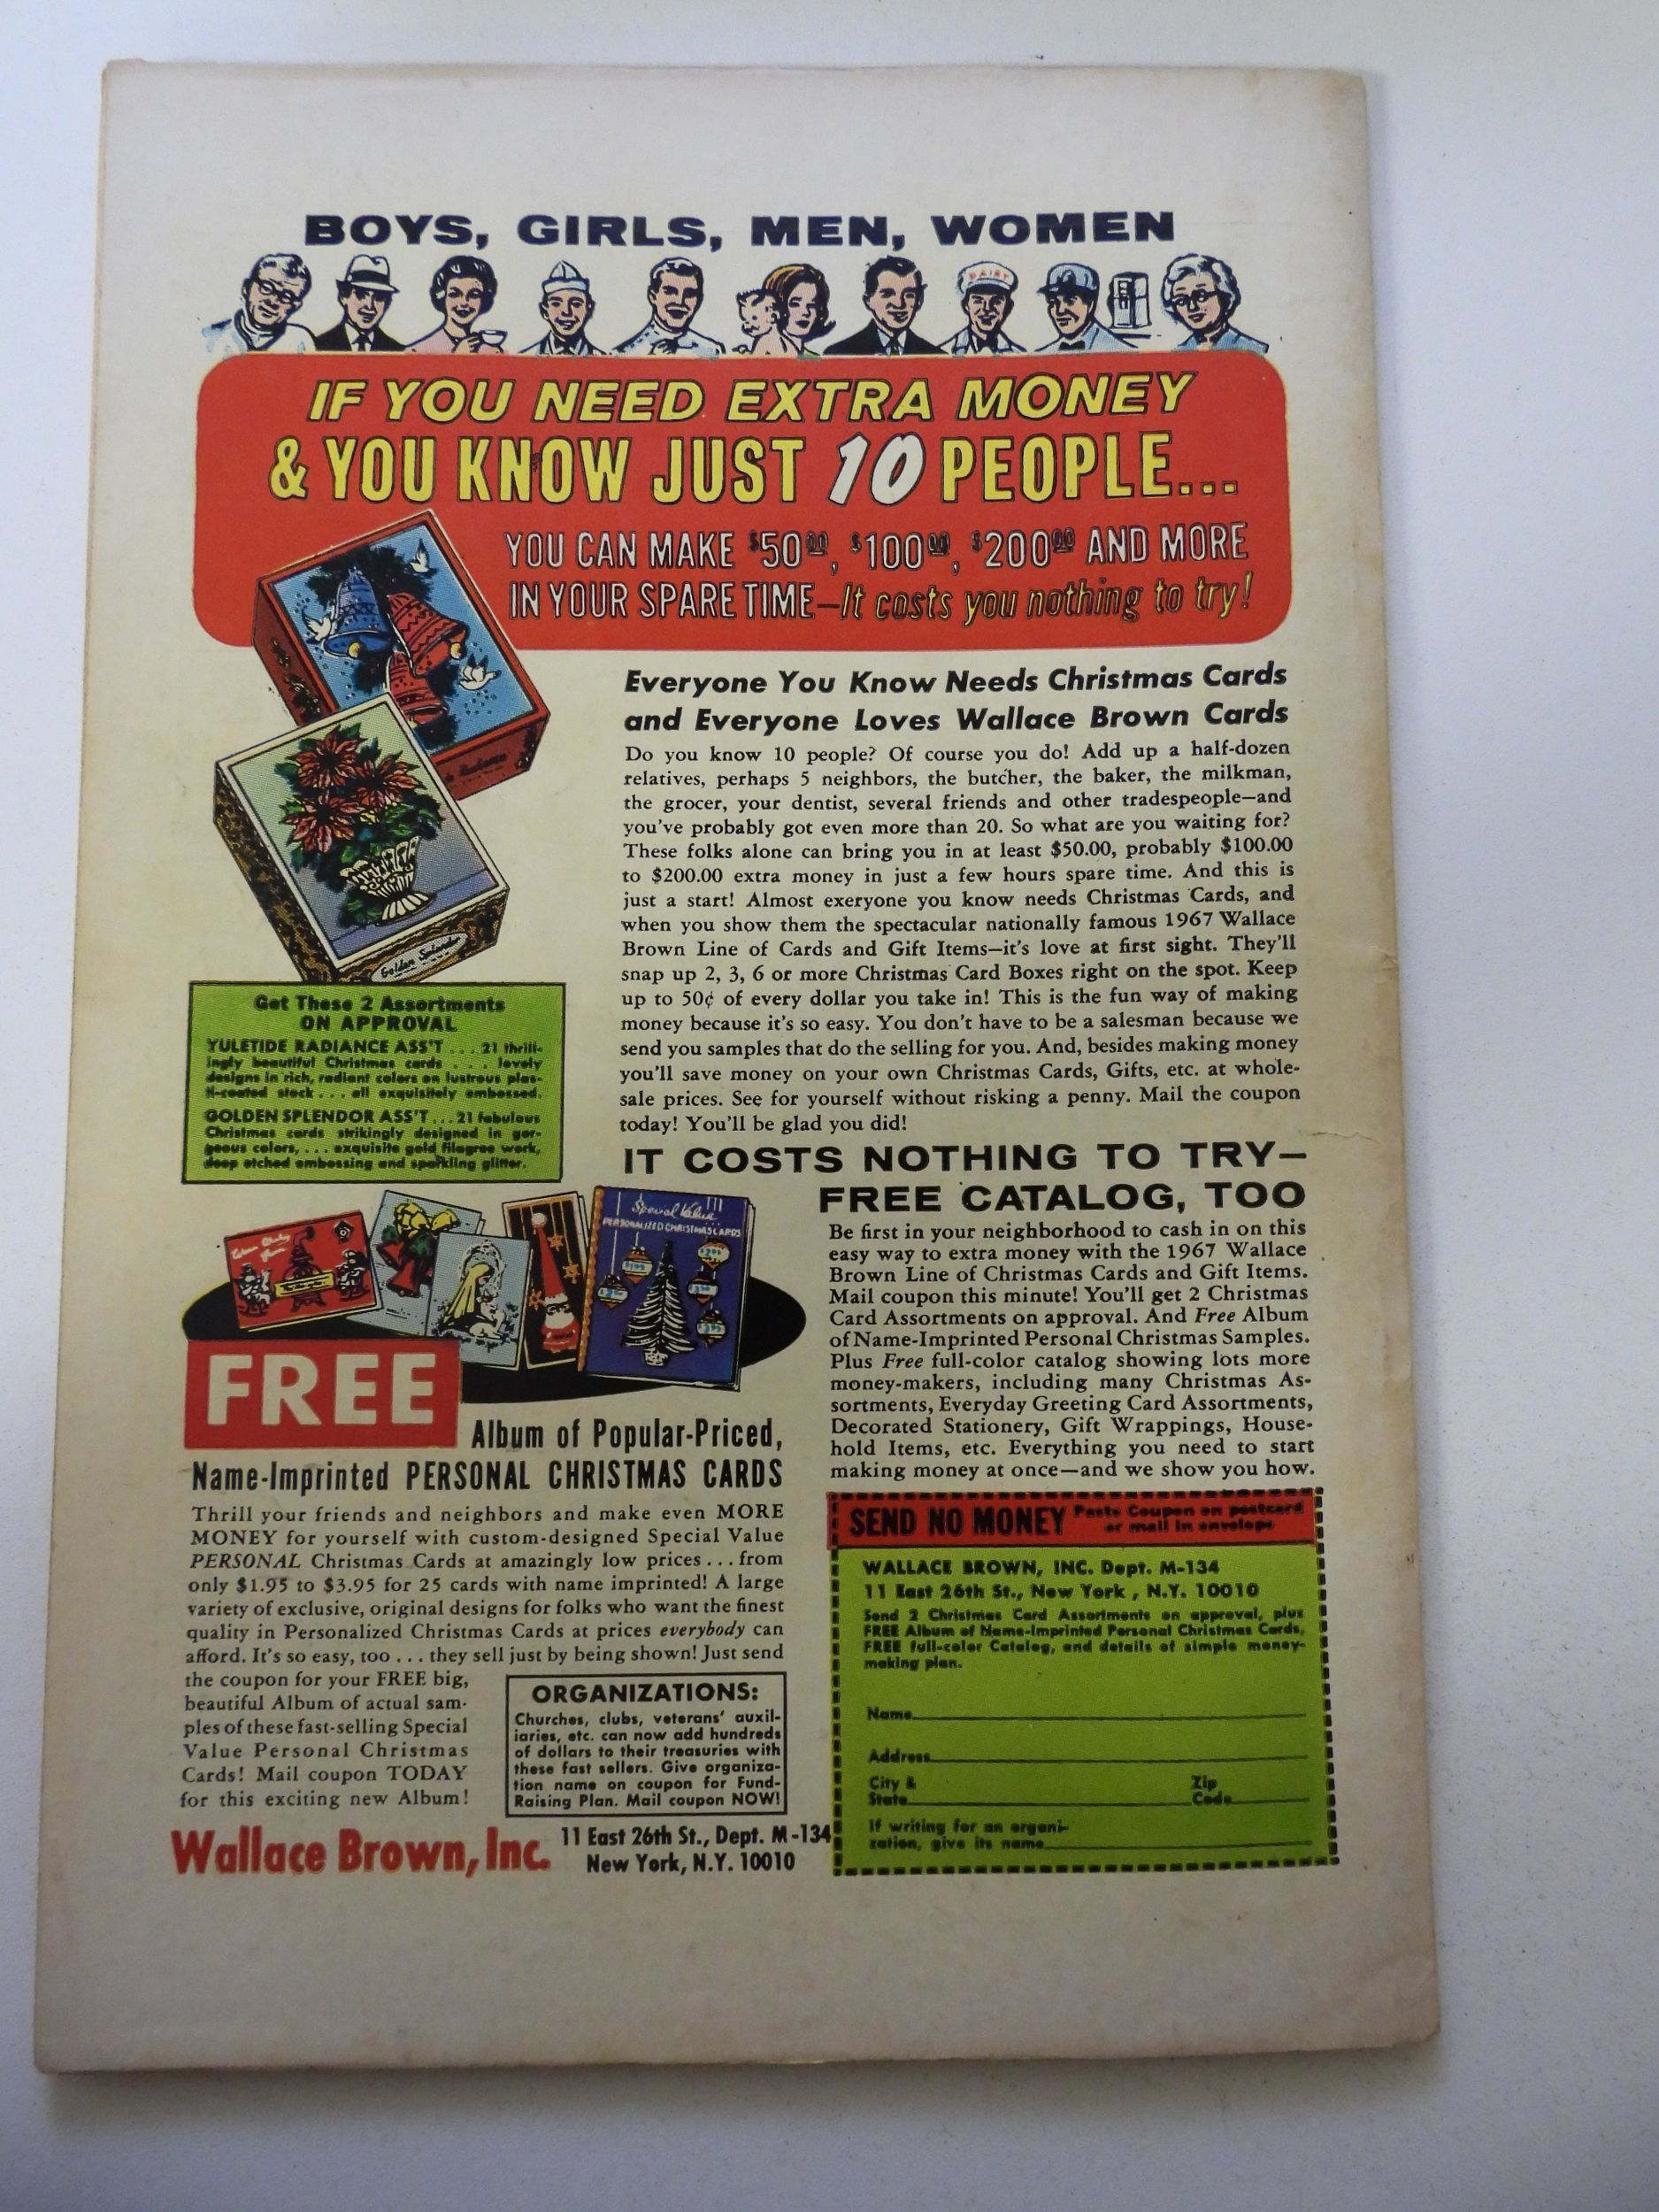 BOYS, GIRLS, MEN, WOMEN
DAIRY
IF YOU NEED EXTRA MONEY
& YOU KNOW JUST 10 PEOPLE...
YOU CAN MAKE $50.00, $100.00, $200.00 AND MORE
IN YOUR SPARE TIME—It costs you nothing to try!
Golden Splendor
Get These 2 Assortments
ON APPROVAL
YULETIDE RADIANCE ASS'T ... 21 thrill-
ingly beautiful Christmas cards .... lovely
designs in rich, radiant colors on lustrous plas-
ti-coated stock ... all exquisitely embossed.
GOLDEN SPLENDOR ASS'T ... 21 fabulous
Christmas cards strikingly designed in gor-
geous colors, ... exquisite gold filagree work,
deep etched embossing and sparkling glitter.
Everyone You Know Needs Christmas Cards
and Everyone Loves Wallace Brown Cards
Do you know 10 people? Of course you do! Add up a half-dozen
relatives, perhaps 5 neighbors, the butcher, the baker, the milkman,
the grocer, your dentist, several friends and other tradespeople—and
you've probably got even more than 20. So what are you waiting for?
These folks alone can bring you in at least $50.00, probably $100.00
to $200.00 extra money in just a few hours spare time. And this is
just a start! Almost exeryone you know needs Christmas Cards, and
when you show them the spectacular nationally famous 1967 Wallace
Brown Line of Cards and Gift Items—it's love at first sight. They'll
snap up 2, 3, 6 or more Christmas Card Boxes right on the spot. Keep
up to 50¢ of every dollar you take in! This is the fun way of making
money because it's so easy. You don't have to be a salesman because we
send you samples that do the selling for you. And, besides making money
you'll save money on your own Christmas Cards, Gifts, etc. at whole-
sale prices. See for yourself without risking a penny. Mail the coupon
today! You'll be glad you did!
IT COSTS NOTHING TO TRY—
FREE CATALOG, TOO
Be first in your neighborhood to cash in on this
easy way to extra money with the 1967 Wallace
Brown Line of Christmas Cards and Gift Items.
Mail coupon this minute! You'll get 2 Christmas
Card Assortments on approval. And Free Album
of Name-Imprinted Personal Christmas Samples.
Plus Free full-color catalog showing lots more
money-makers, including many Christmas As-
sortments, Everyday Greeting Card Assortments,
Decorated Stationery, Gift Wrappings, House-
hold Items, etc. Everything you need to start
making money at once—and we show you how.
Special Value
PERSONALIZED CHRISTMAS CARDS
FREE
Album of Popular-Priced,
Name-Imprinted PERSONAL CHRISTMAS CARDS
Thrill your friends and neighbors and make even MORE
MONEY for yourself with custom-designed Special Value
PERSONAL Christmas Cards at amazingly low prices ... from
only $1.95 to $3.95 for 25 cards with name imprinted! A large
variety of exclusive, original designs for folks who want the finest
quality in Personalized Christmas Cards at prices everybody can
afford. It's so easy, too ... they sell just by being shown! Just send
the coupon for your FREE big,
beautiful Album of actual sam-
ples of these fast-selling Special
Value Personal Christmas
Cards! Mail coupon TODAY
for this exciting new Album!
ORGANIZATIONS:
Churches, clubs, veterans' auxil-
iaries, etc. can now add hundreds
of dollars to their treasuries with
these fast sellers. Give organiza-
tion name on coupon for Fund-
Raising Plan. Mail coupon NOW!
Wallace Brown, Inc.
11 East 26th St., Dept. M-134
New York, N.Y. 10010
SEND NO MONEY Paste Coupon on postcard
or mail in envelope
WALLACE BROWN, INC. Dept. M-134
11 East 26th St., New York , N.Y. 10010
Send 2 Christmas Card Assortments on approval, plus
FREE Album of Name-Imprinted Personal Christmas Cards,
FREE full-color Catalog, and details of simple money-
making plan.
Name
Address
City & State Zip Code
If writing for an organi-
zation, give its name